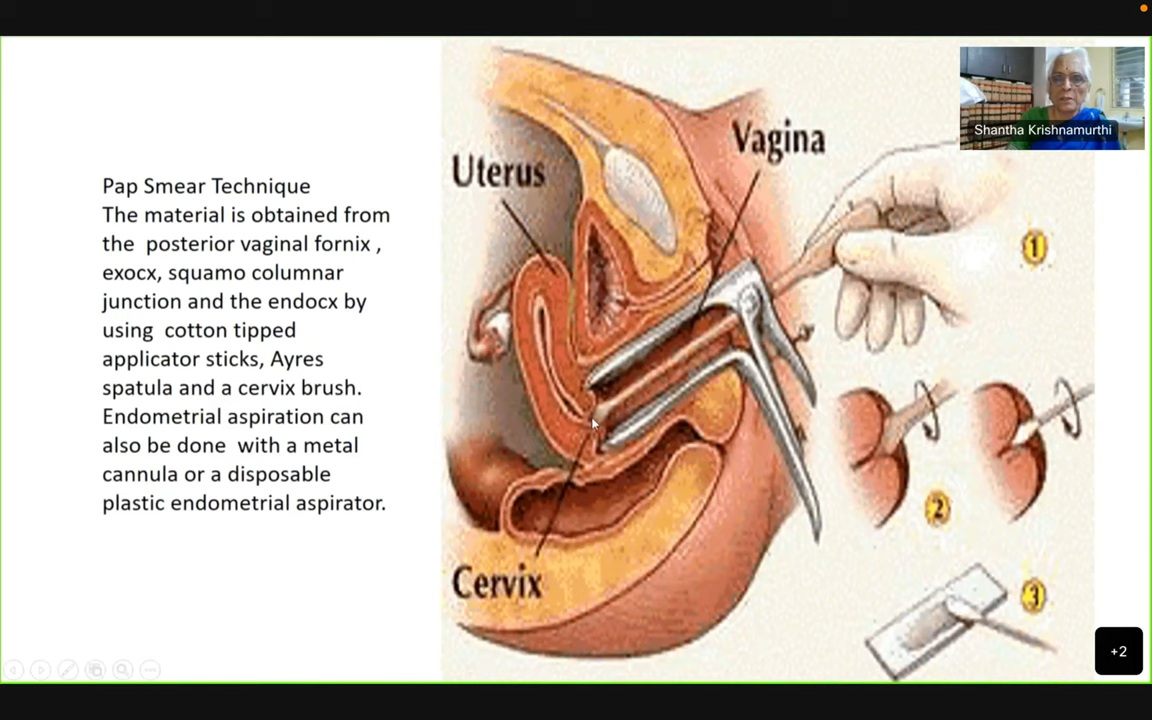 Pap Smear Technique
The material is obtained from
the posterior vaginal fornix ,
exocx, squamo columnar
junction and the endocx by
using cotton tipped
applicator sticks, Ayres
spatula and a cervix brush.
Endometrial aspiration can
also be done with a metal
cannula or a disposable
plastic endometrial aspirator.
Uterus
Vagina
Cervix
1
2
3
Shantha Krishnamurthi
+2